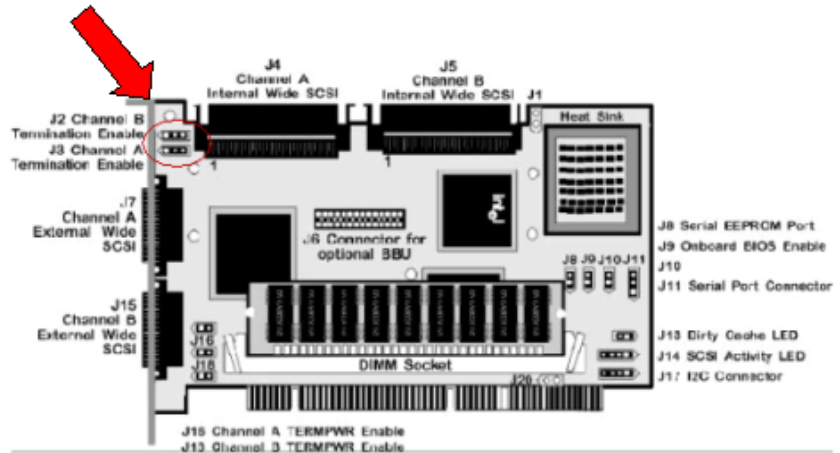 J4
Channel A
Internal Wide SCSI
J5
Channel B
Internal Wide SCSI
J1
J2 Channel B
Termination Enable
J3 Channel A
Termination Enable
1
1
Heat Sink
J7
Channel A
External Wide
SCSI
intel
J6 Connector for
optional BBU
J8 Serial EEPROM Port
J9 Onboard BIOS Enable
J8 J9 J10 J11
J10
J11 Serial Port Connector
J15
Channel B
External Wide
SCSI
J16
J18
DIMM Socket
J20
J13 Dirty Cache LED
J14 SCSI Activity LED
J17 I2C Connector
J16 Channel A TERMPWR Enable
Channel B TERMPWR Enable